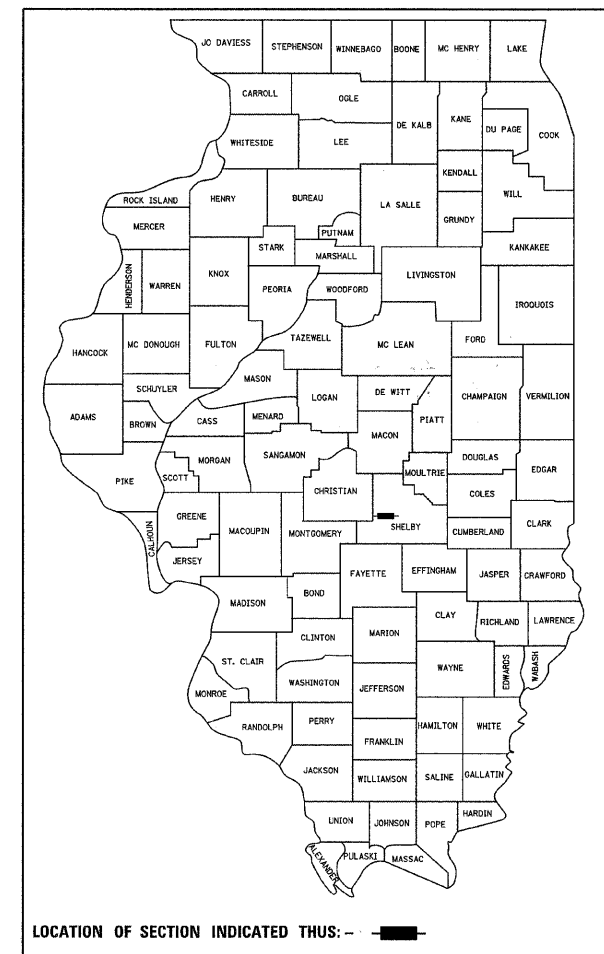 JO DAVIESS STEPHENSON WINNEBAGO BOONE MC HENRY LAKE
CARROLL OGLE DE KALB KANE DU PAGE COOK
WHITESIDE LEE KENDALL WILL
ROCK ISLAND HENRY BUREAU LA SALLE GRUNDY
MERCER PUTNAM KANKAKEE
HENDERSON WARREN KNOX STARK MARSHALL LIVINGSTON
PEORIA WOODFORD IROQUOIS
HANCOCK MC DONOUGH FULTON TAZEWELL MC LEAN FORD
SCHUYLER MASON LOGAN DE WITT CHAMPAIGN VERMILION
ADAMS BROWN CASS MENARD MACON PIATT
PIKE SCOTT MORGAN SANGAMON MOULTRIE DOUGLAS EDGAR
CHRISTIAN COLES
CALHOUN GREENE MACOUPIN MONTGOMERY SHELBY CUMBERLAND CLARK
JERSEY FAYETTE EFFINGHAM JASPER CRAWFORD
MADISON BOND CLAY RICHLAND LAWRENCE
CLINTON MARION
ST. CLAIR WAYNE EDWARDS WABASH
MONROE WASHINGTON JEFFERSON
RANDOLPH PERRY HAMILTON WHITE
FRANKLIN
JACKSON WILLIAMSON SALINE GALLATIN
UNION JOHNSON POPE HARDIN
ALEXANDER PULASKI MASSAC
LOCATION OF SECTION INDICATED THUS: -